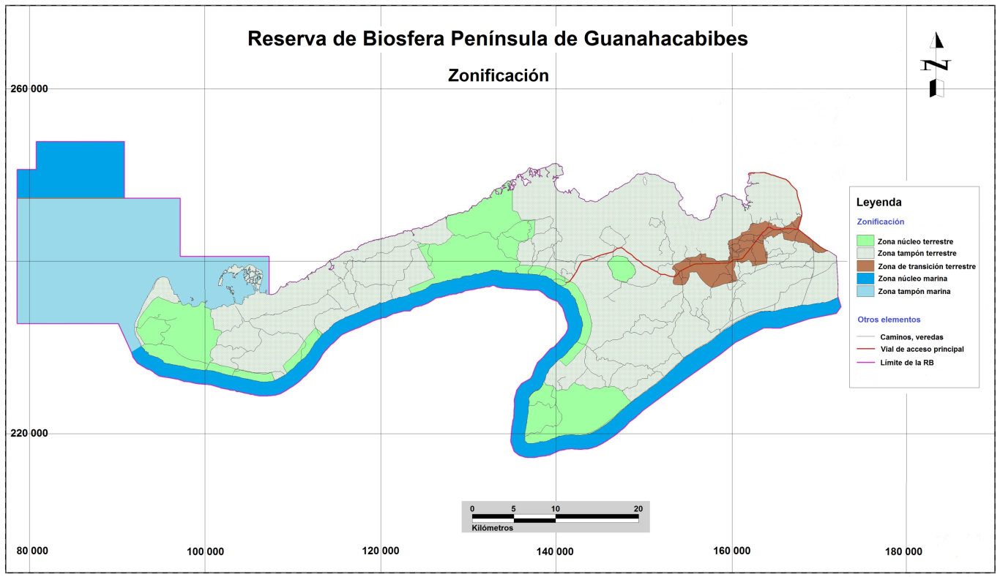 Reserva de Biosfera Península de Guanahacabibes
Zonificación
N
260 000
220 000
80 000
100 000
120 000
140 000
160 000
180 000
0 5 10 20
Kilómetros
Leyenda
Zonificación
Zona núcleo terrestre
Zona tampón terrestre
Zona de transición terrestre
Zona núcleo marina
Zona tampón marina
Otros elementos
Caminos, veredas
Vial de acceso principal
Límite de la RB